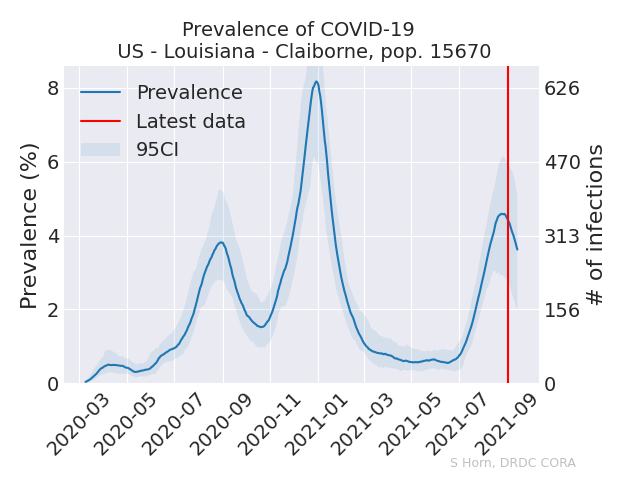 Prevalence of COVID-19
US - Louisiana - Claiborne, pop. 15670
Prevalence
Latest data
95CI
Prevalence (%)
8
6
4
2
0
626
470
313
156
0
# of infections
2020-03
2020-05
2020-07
2020-09
2020-11
2021-01
2021-03
2021-05
2021-07
2021-09
S Horn, DRDC CORA